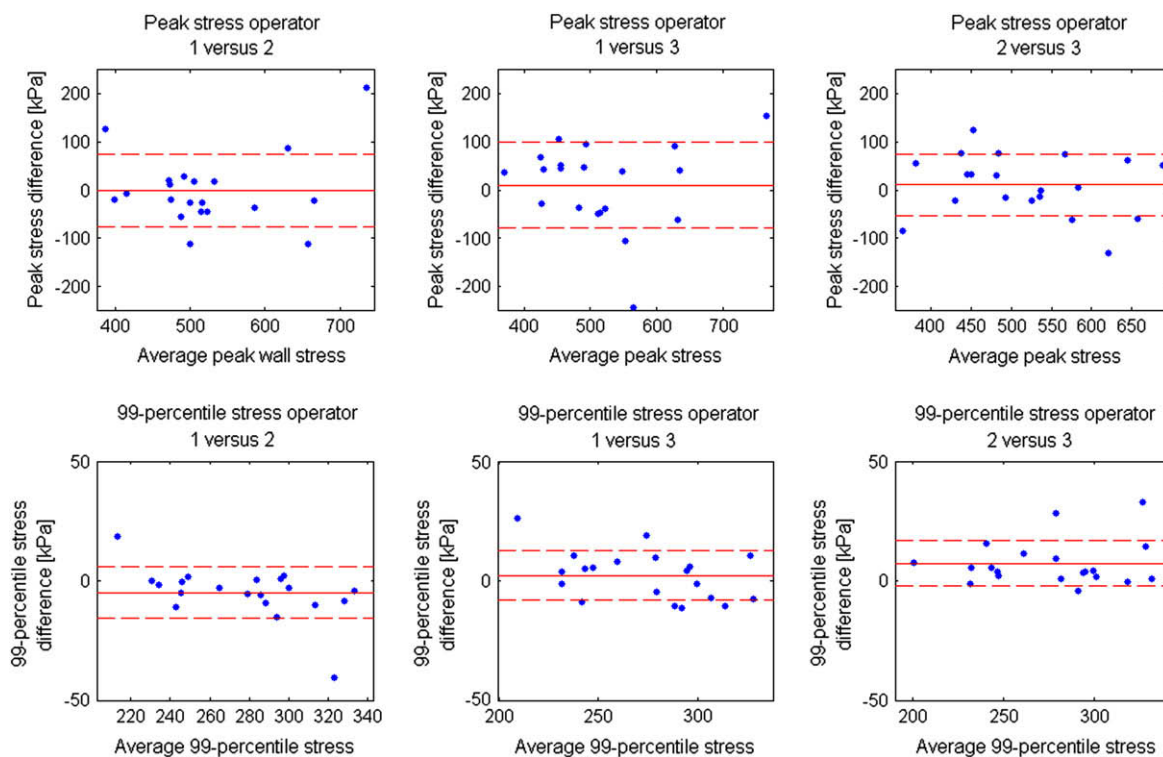 Peak stress operator
1 versus 2
Peak stress difference [kPa]
200
100
0
-100
-200
400
500
600
700
Average peak wall stress
Peak stress operator
1 versus 3
Peak stress difference [kPa]
200
100
0
-100
-200
400
500
600
700
Average peak stress
Peak stress operator
2 versus 3
Peak stress difference [kPa]
200
100
0
-100
-200
400
450
500
550
600
650
Average peak stress
99-percentile stress operator
1 versus 2
99-percentile stress
difference [kPa]
50
0
-50
220
240
260
280
300
320
340
Average 99-percentile stress
99-percentile stress operator
1 versus 3
99-percentile stress
difference [kPa]
50
0
-50
200
250
300
Average 99-percentile stress
99-percentile stress operator
2 versus 3
99-percentile stress
difference [kPa]
50
0
-50
200
250
300
Average 99-percentile stress